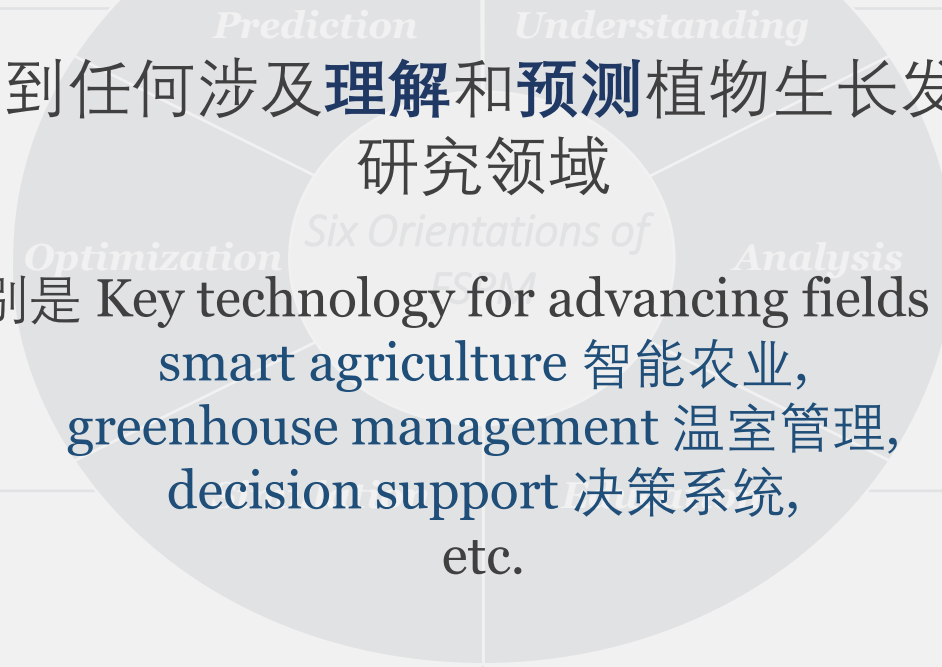 Prediction Understanding
到任何涉及理解和预测植物生长发
研究领域
Six Orientations of
FSPM
Optimization Analysis
别是 Key technology for advancing fields
smart agriculture 智能农业,
greenhouse management 温室管理,
decision support 决策系统,
etc.